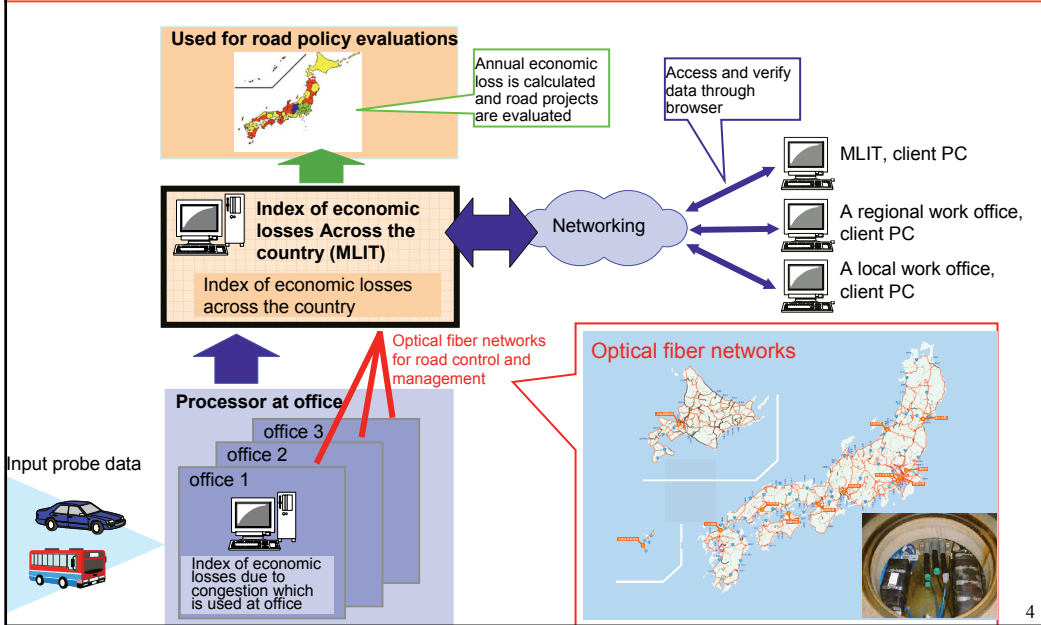 Used for road policy evaluations
Annual economic
loss is calculated
and road projects
are evaluated
Access and verify
data through
browser
MLIT, client PC
A regional work office,
client PC
A local work office,
client PC
Networking
Index of economic
losses Across the
country (MLIT)
Index of economic losses
across the country
Optical fiber networks
for road control and
management
Optical fiber networks
Processor at office
office 3
office 2
office 1
Input probe data
Index of economic
losses due to
congestion which
is used at office
4